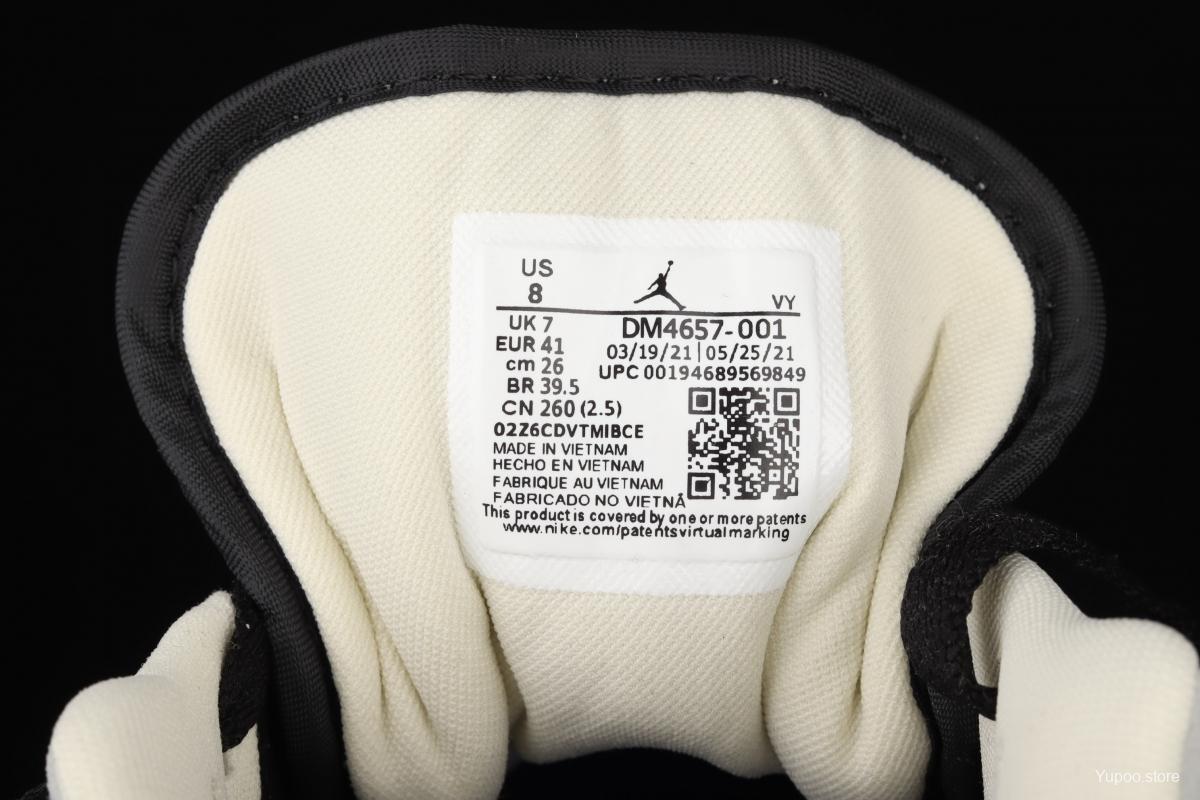 US
8
VY
UK 7
EUR 41
cm 26
BR 39.5
CN 260 (2.5)
DM4657-001
03/19/21|05/25/21
UPC 00194689569849
02Z6CDVTMIBCE
MADE IN VIETNAM
HECHO EN VIETNAM
FABRIQUE AU VIETNAM
FABRICADO NO VIETNÃ
This product is covered by one or more patents
www.nike.com/patentsvirtualmarking
Yupoo.store